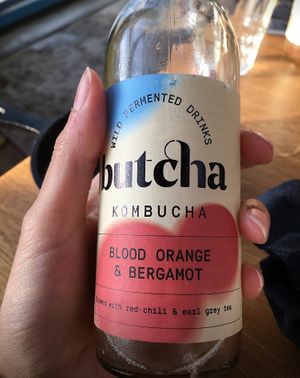 WILD FERMENTED DRINKS
butcha
KOMBUCHA
BLOOD ORANGE
& BERGAMOT
with red chili & earl grey tea